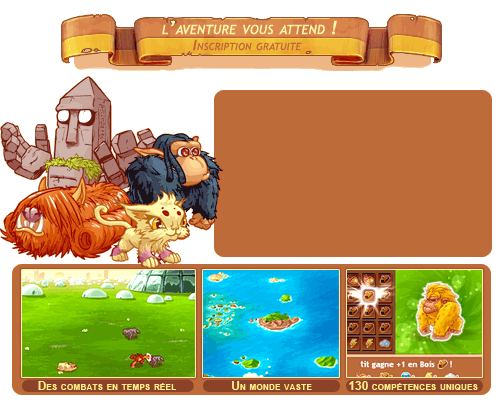 L'AVENTURE VOUS ATTEND !
INSCRIPTION GRATUITE
tit gagne +1 en Bois !
DES COMBATS EN TEMPS RÉEL
UN MONDE VASTE
130 COMPÉTENCES UNIQUES